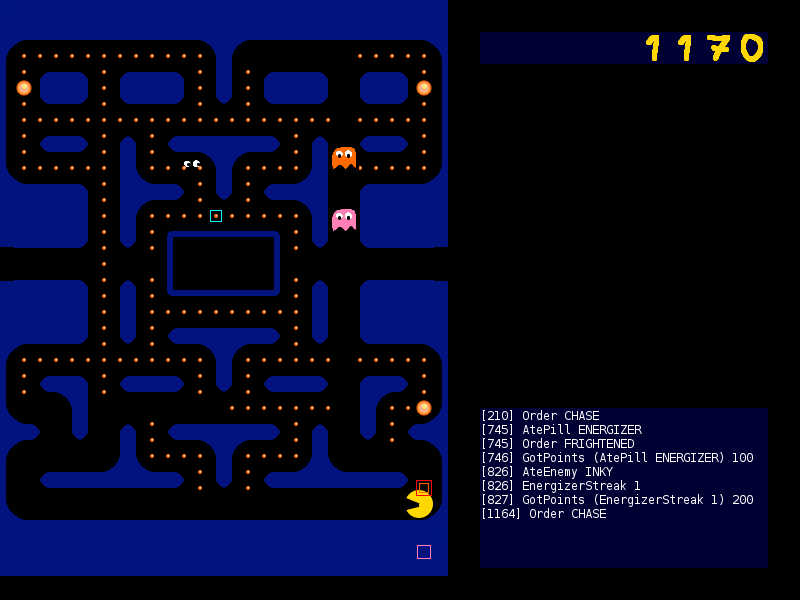 1170
[210] Order CHASE
[745] AtePill ENERGIZER
[745] Order FRIGHTENED
[746] GotPoints (AtePill ENERGIZER) 100
[826] AteEnemy INKY
[826] EnergizerStreak 1
[827] GotPoints (EnergizerStreak 1) 200
[1164] Order CHASE